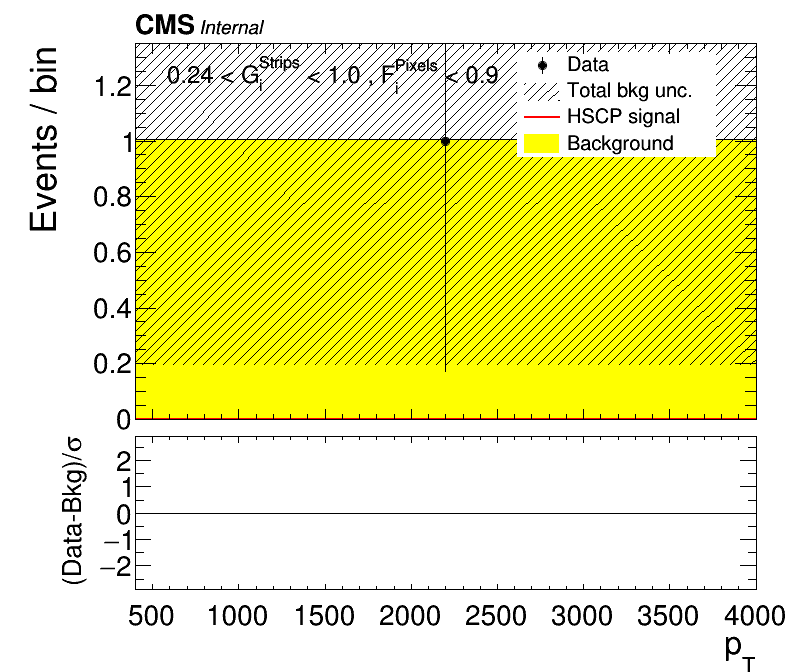 CMS Internal
0.24 < G_i^Strips < 1.0 , F_i^Pixels < 0.9
Data
Total bkg unc.
HSCP signal
Background
Events / bin
1.2
1
0.8
0.6
0.4
0.2
0
(Data-Bkg)/σ
2
1
0
−1
−2
500 1000 1500 2000 2500 3000 3500 4000
p_T